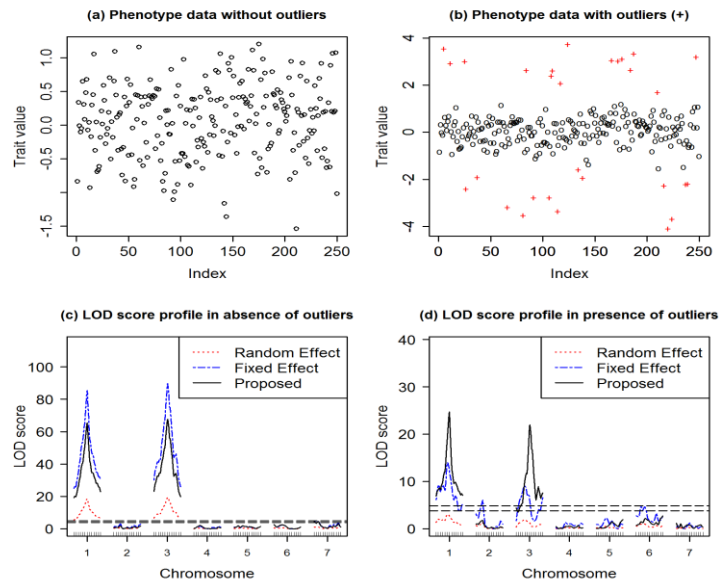 (a) Phenotype data without outliers
Trait value
1.0
0.5
0.0
-0.5
-1.5
0 50 100 150 200 250
Index
(b) Phenotype data with outliers (+)
Trait value
4
2
0
-2
-4
0 50 100 150 200 250
Index
(c) LOD score profile in absence of outliers
LOD score
100
80
60
40
20
0
Random Effect
Fixed Effect
Proposed
1 2 3 4 5 6 7
Chromosome
(d) LOD score profile in presence of outliers
LOD score
40
30
20
10
0
Random Effect
Fixed Effect
Proposed
1 2 3 4 5 6 7
Chromosome